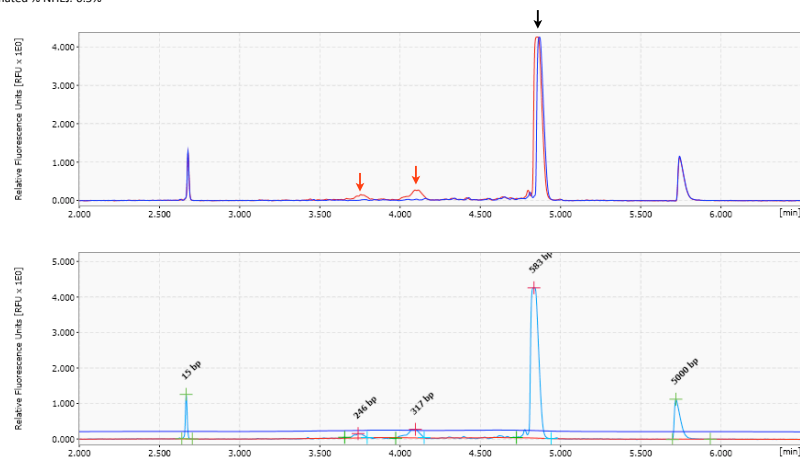 Relative Fluorescence Units [RFU x 1E0]
4.000
3.000
2.000
1.000
0.000
2.000 2.500 3.000 3.500 4.000 4.500 5.000 5.500 6.000 [min]
Relative Fluorescence Units [RFU x 1E0]
5.000
4.000
3.000
2.000
1.000
0.000
15 bp
246 bp
317 bp
583 bp
5000 bp
2.000 2.500 3.000 3.500 4.000 4.500 5.000 5.500 6.000 [min]